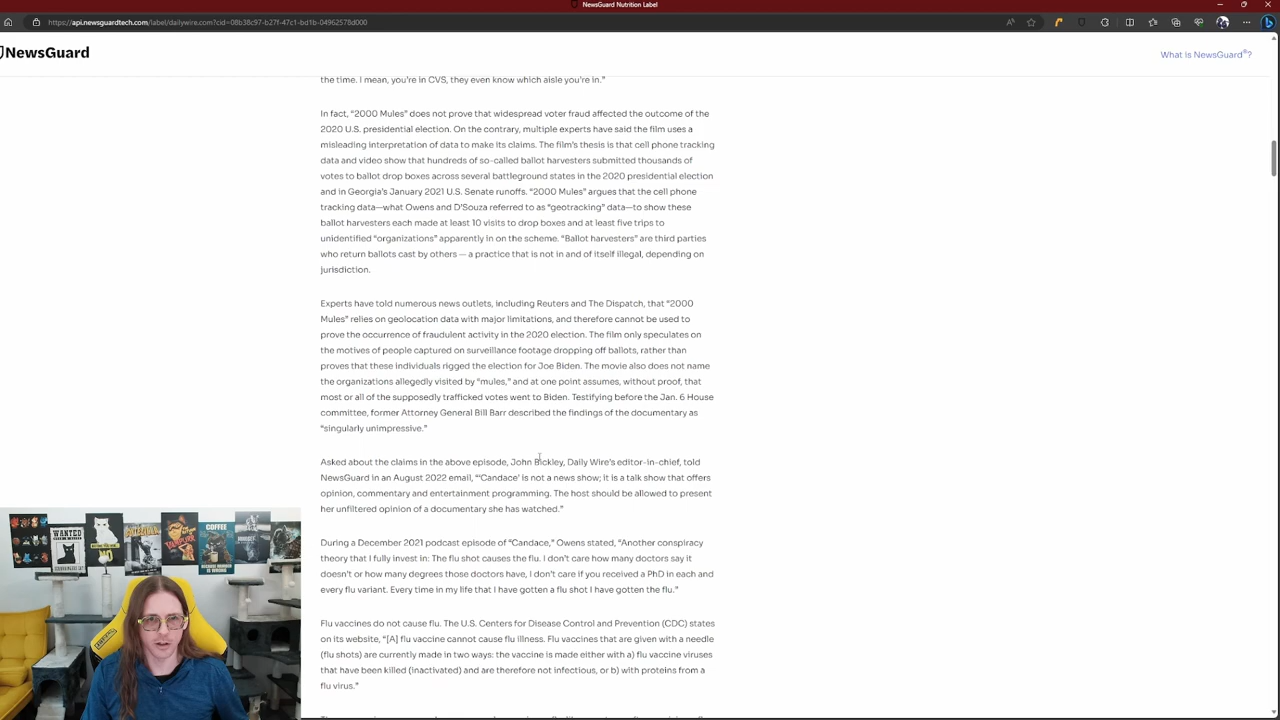 NewsGuard Nutrition Label
https://api.newsguardtech.com/label/dailywire.com?cid=08b38c97-b27f-47c1-bd1b-04962578d000
NewsGuard
What is NewsGuard®?
the time. I mean, you're in CVS, they even know which aisle you're in.”
In fact, “2000 Mules” does not prove that widespread voter fraud affected the outcome of the
2020 U.S. presidential election. On the contrary, multiple experts have said the film uses a
misleading interpretation of data to make its claims. The film's thesis is that cell phone tracking
data and video show that hundreds of so-called ballot harvesters submitted thousands of
votes to ballot drop boxes across several battleground states in the 2020 presidential election
and in Georgia's January 2021 U.S. Senate runoffs. “2000 Mules” argues that the cell phone
tracking data—what Owens and D'Souza referred to as “geotracking” data—to show these
ballot harvesters each made at least 10 visits to drop boxes and at least five trips to
unidentified “organizations” apparently in on the scheme. “Ballot harvesters” are third parties
who return ballots cast by others — a practice that is not in and of itself illegal, depending on
jurisdiction.
Experts have told numerous news outlets, including Reuters and The Dispatch, that “2000
Mules” relies on geolocation data with major limitations, and therefore cannot be used to
prove the occurrence of fraudulent activity in the 2020 election. The film only speculates on
the motives of people captured on surveillance footage dropping off ballots, rather than
proves that these individuals rigged the election for Joe Biden. The movie also does not name
the organizations allegedly visited by “mules,” and at one point assumes, without proof, that
most or all of the supposedly trafficked votes went to Biden. Testifying before the Jan. 6 House
committee, former Attorney General Bill Barr described the findings of the documentary as
“singularly unimpressive.”
Asked about the claims in the above episode, John Bickley, Daily Wire's editor-in-chief, told
NewsGuard in an August 2022 email, “‘Candace’ is not a news show; it is a talk show that offers
opinion, commentary and entertainment programming. The host should be allowed to present
her unfiltered opinion of a documentary she has watched.”
During a December 2021 podcast episode of “Candace,” Owens stated, “Another conspiracy
theory that I fully invest in: The flu shot causes the flu. I don't care how many doctors say it
doesn't or how many degrees those doctors have, I don't care if you received a PhD in each and
every flu variant. Every time in my life that I have gotten a flu shot I have gotten the flu.”
Flu vaccines do not cause flu. The U.S. Centers for Disease Control and Prevention (CDC) states
on its website, “[A] flu vaccine cannot cause flu illness. Flu vaccines that are given with a needle
(flu shots) are currently made in two ways: the vaccine is made either with a) flu vaccine viruses
that have been killed (inactivated) and are therefore not infectious, or b) with proteins from a
flu virus.”
WANTED
NO
COFFEE